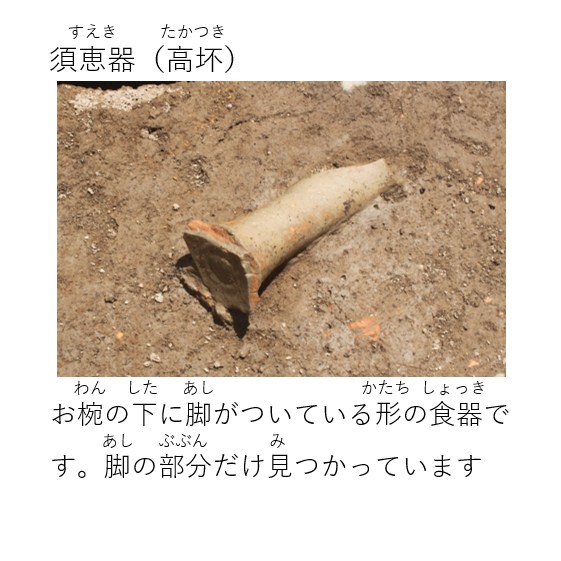 すえき たかつき
須恵器（高坏）
わん した あし かたち しょっき
お椀の下に脚がついている形の食器で
あし ぶぶん み
す。脚の部分だけ見つかっています